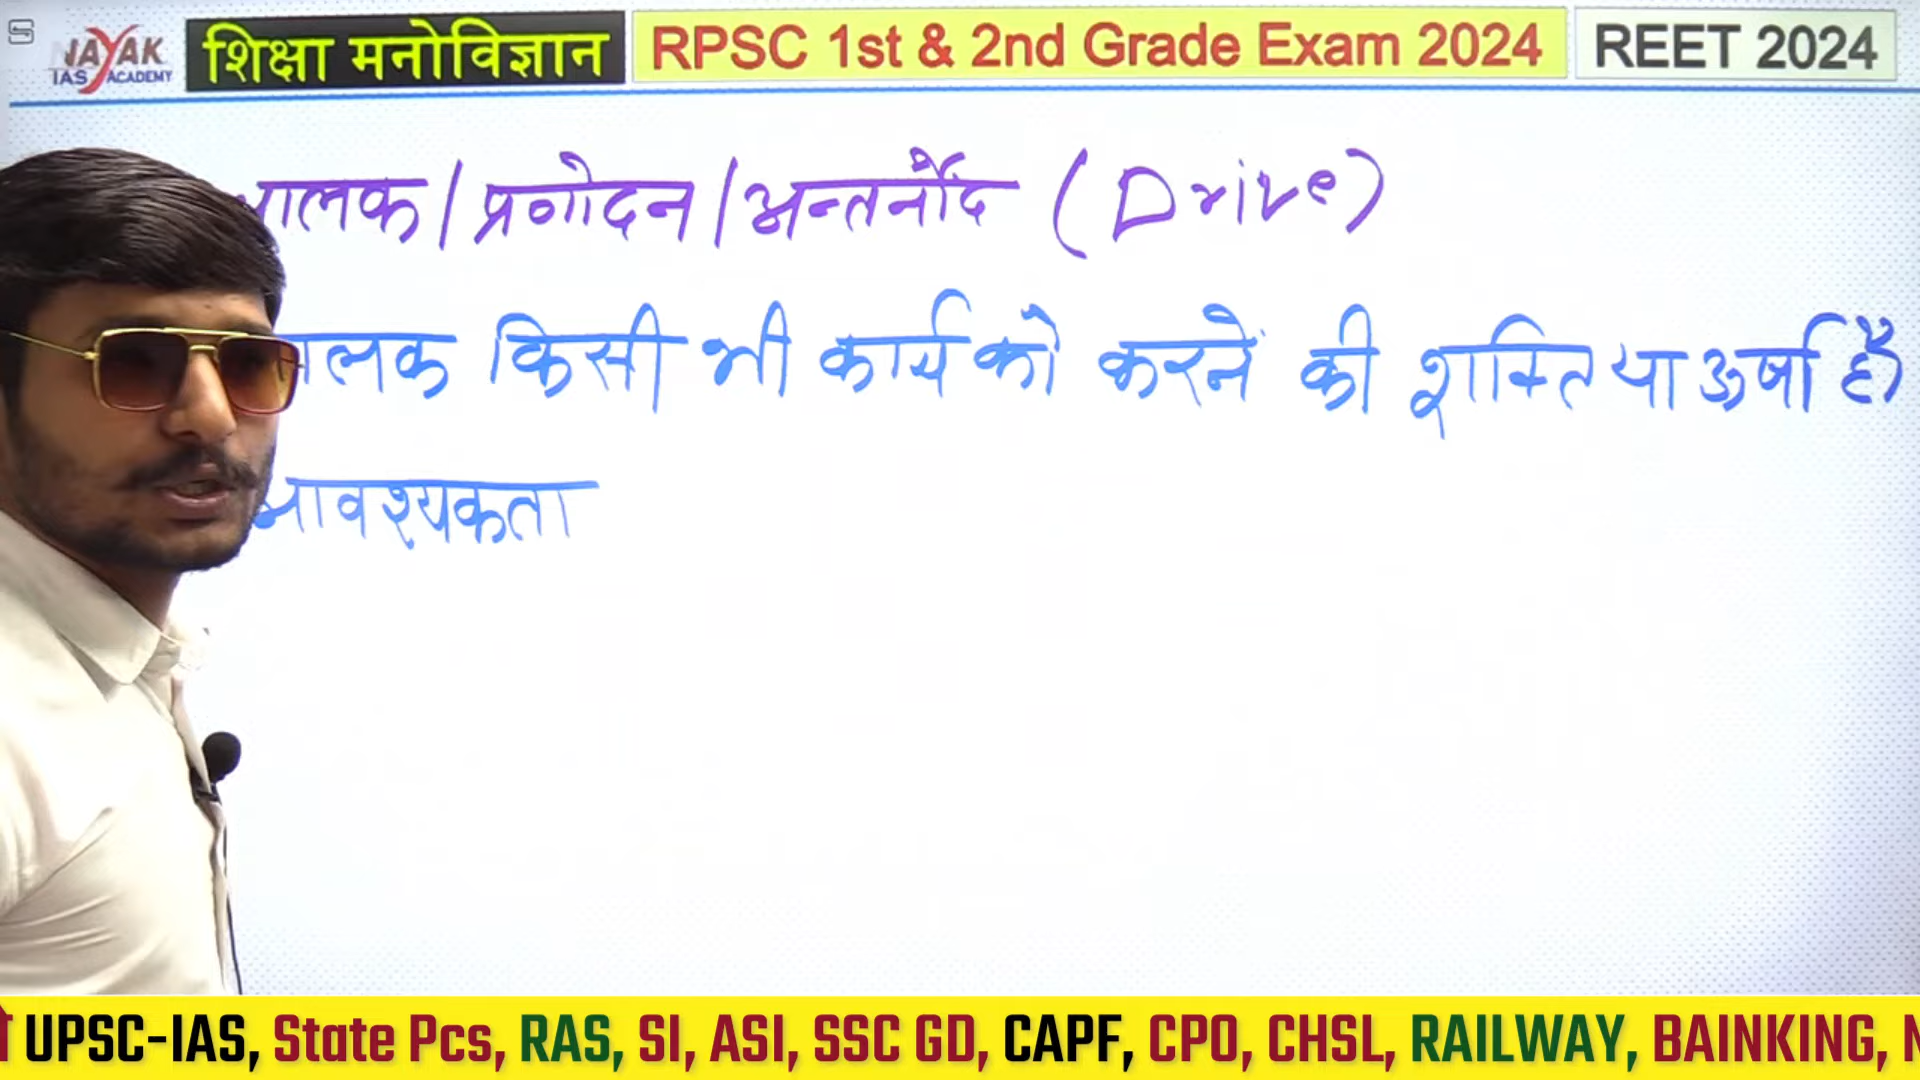 NAYAK
IAS ACADEMY
शिक्षा मनोविज्ञान
RPSC 1st & 2nd Grade Exam 2024
REET 2024
ालक / प्रणोदन / अन्तर्नोद (Drive)
ालक किसी भी कार्य को करने की शक्ति या ऊर्जा है
आवश्यकता
UPSC-IAS, State Pcs, RAS, SI, ASI, SSC GD, CAPF, CPO, CHSL, RAILWAY, BAINKING,